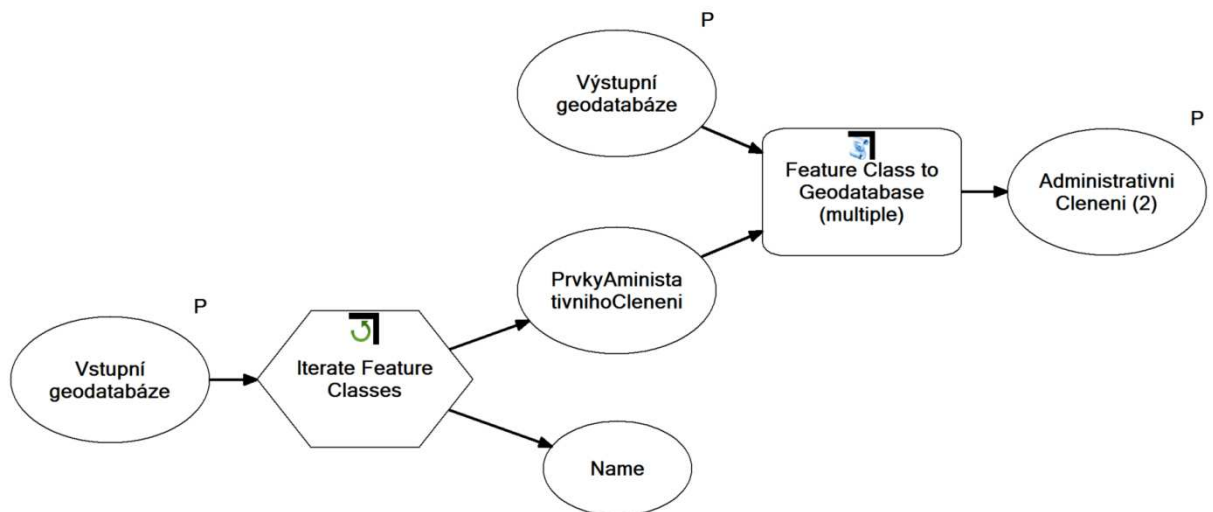 P
Výstupní
geodatabáze
P
Feature Class to
Geodatabase
(multiple)
Administrativni
Cleneni (2)
PrvkyAminista
tivnihoCleneni
P
Vstupní
geodatabáze
Iterate Feature
Classes
Name